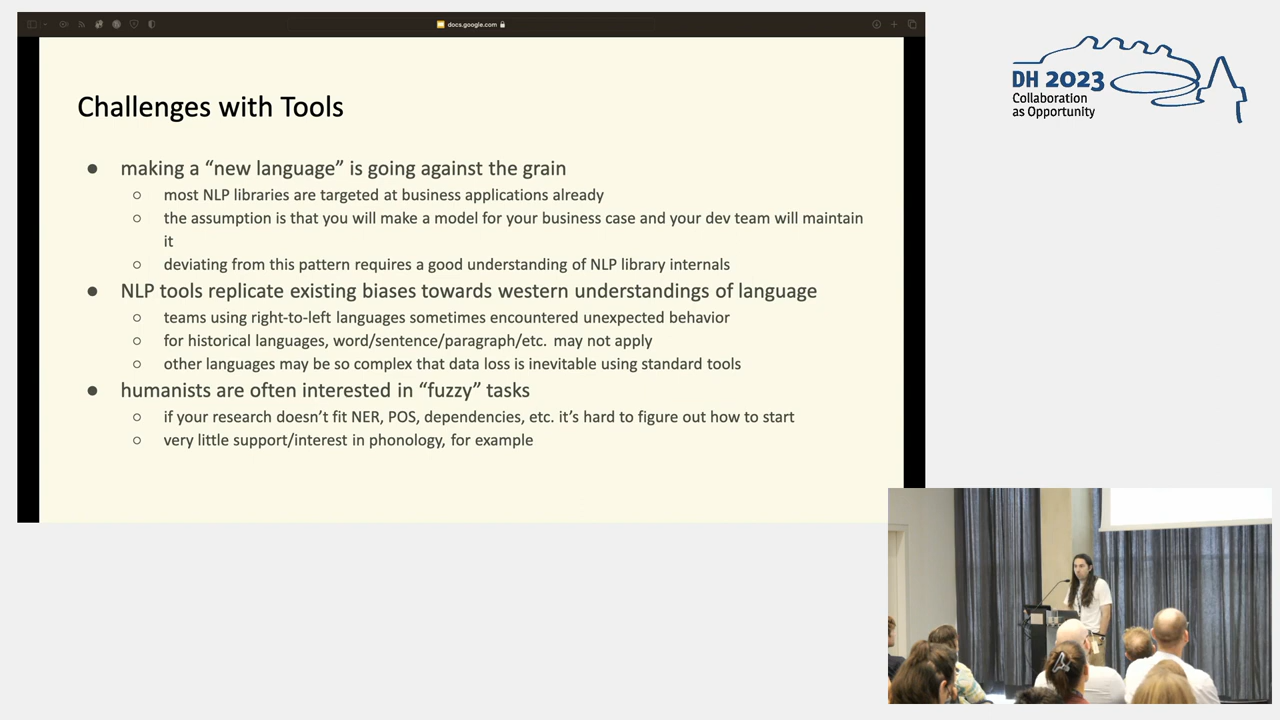 docs.google.com
Challenges with Tools
● making a “new language” is going against the grain
○ most NLP libraries are targeted at business applications already
○ the assumption is that you will make a model for your business case and your dev team will maintain
it
○ deviating from this pattern requires a good understanding of NLP library internals
● NLP tools replicate existing biases towards western understandings of language
○ teams using right-to-left languages sometimes encountered unexpected behavior
○ for historical languages, word/sentence/paragraph/etc. may not apply
○ other languages may be so complex that data loss is inevitable using standard tools
● humanists are often interested in “fuzzy” tasks
○ if your research doesn’t fit NER, POS, dependencies, etc. it’s hard to figure out how to start
○ very little support/interest in phonology, for example
DH 2023
Collaboration
as Opportunity